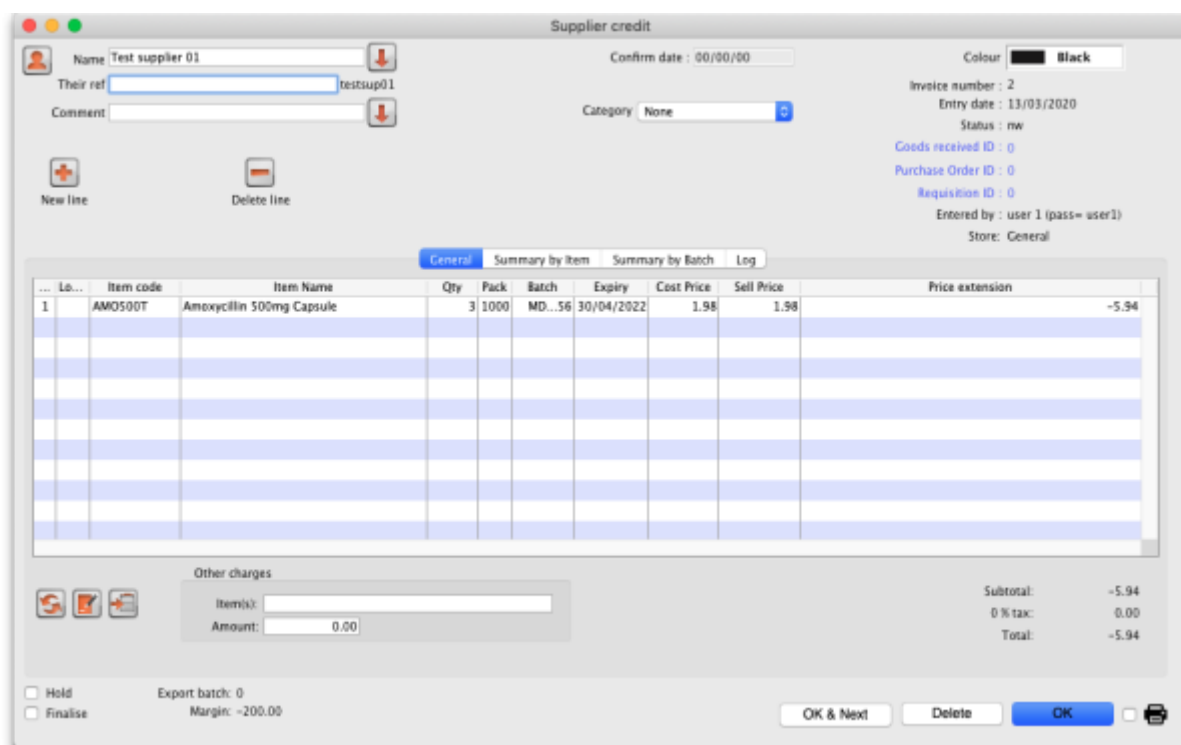 Supplier credit
Name Test supplier 01 Confirm date : 00/00/00 Colour Black
Their ref testsup01 Invoice number : 2
Comment Category None Entry date : 13/03/2020
Status : nw
Goods received ID : 0
Purchase Order ID : 0
Requisition ID : 0
New line Delete line
Entered by : user 1 (pass= user1)
Store: General
General Summary by Item Summary by Batch Log
... Lo... Item code Item Name Qty Pack Batch Expiry Cost Price Sell Price Price extension
1 AMO500T Amoxycillin 500mg Capsule 3 1000 MD...56 30/04/2022 1.98 1.98 -5.94
Other charges
Item(s):
Amount: 0.00
Subtotal: -5.94
0 % tax: 0.00
Total: -5.94
Hold Export batch: 0
Finalise Margin: -200.00
OK & Next Delete OK